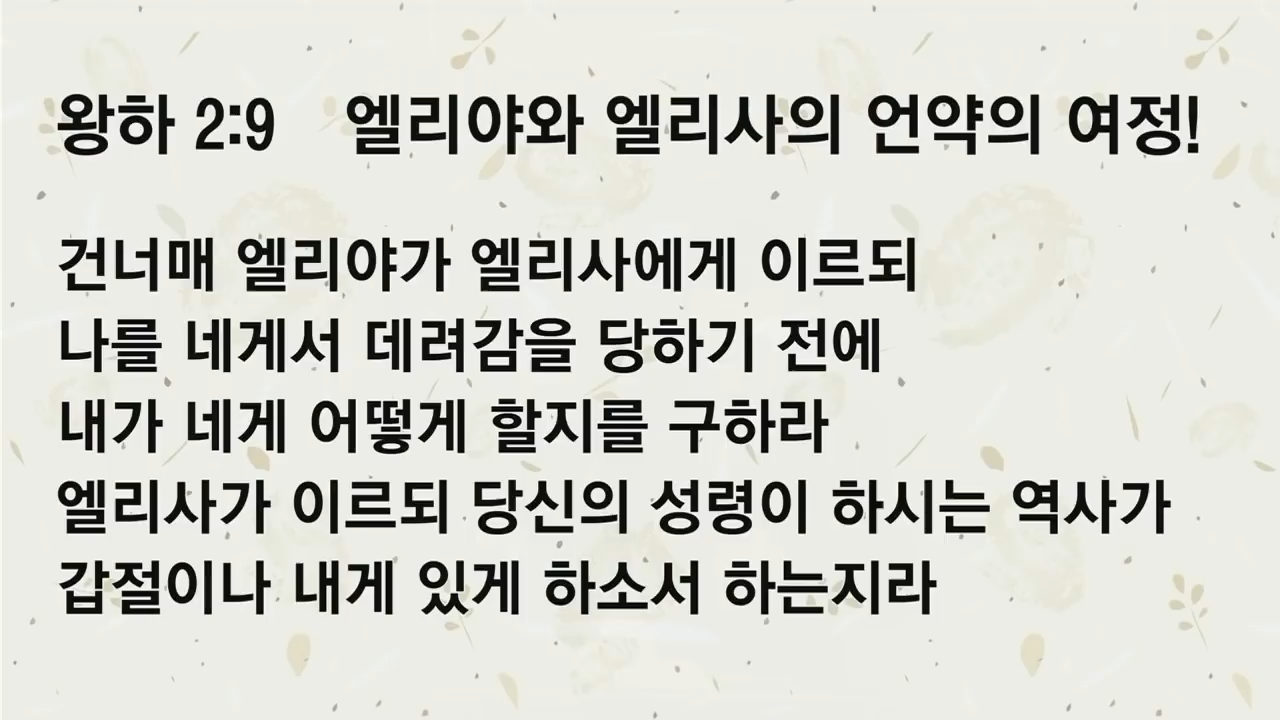 왕하 2:9 엘리야와 엘리사의 언약의 여정!
건너매 엘리야가 엘리사에게 이르되
나를 네게서 데려감을 당하기 전에
내가 네게 어떻게 할지를 구하라
엘리사가 이르되 당신의 성령이 하시는 역사가
갑절이나 내게 있게 하소서 하는지라